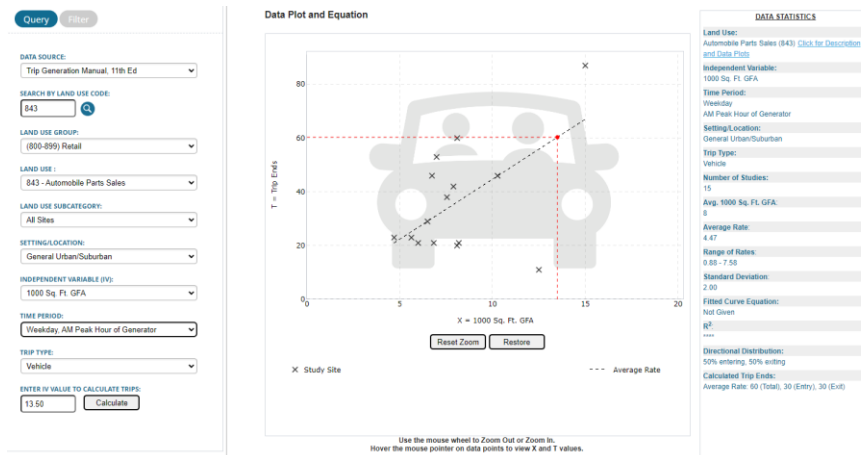 Query Filter
DATA SOURCE:
Trip Generation Manual, 11th Ed
SEARCH BY LAND USE CODE:
843
LAND USE GROUP:
(800-899) Retail
LAND USE :
843 - Automobile Parts Sales
LAND USE SUBCATEGORY:
All Sites
SETTING/LOCATION:
General Urban/Suburban
INDEPENDENT VARIABLE (IV):
1000 Sq. Ft. GFA
TIME PERIOD:
Weekday, AM Peak Hour of Generator
TRIP TYPE:
Vehicle
ENTER IV VALUE TO CALCULATE TRIPS:
13.50 Calculate
Data Plot and Equation
T = Trip Ends
80
60
40
20
0
0 5 10 15 20
X = 1000 Sq. Ft. GFA
Reset Zoom Restore
Study Site
Average Rate
Use the mouse wheel to Zoom Out or Zoom In.
Hover the mouse pointer on data points to view X and T values.
DATA STATISTICS
Land Use:
Automobile Parts Sales (843) Click for Description
and Data Plots
Independent Variable:
1000 Sq. Ft. GFA
Time Period:
Weekday
AM Peak Hour of Generator
Setting/Location:
General Urban/Suburban
Trip Type:
Vehicle
Number of Studies:
15
Avg. 1000 Sq. Ft. GFA:
8
Average Rate:
4.47
Range of Rates:
0.88 - 7.58
Standard Deviation:
2.00
Fitted Curve Equation:
Not Given
R2:
****
Directional Distribution:
50% entering, 50% exiting
Calculated Trip Ends:
Average Rate: 60 (Total), 30 (Entry), 30 (Exit)